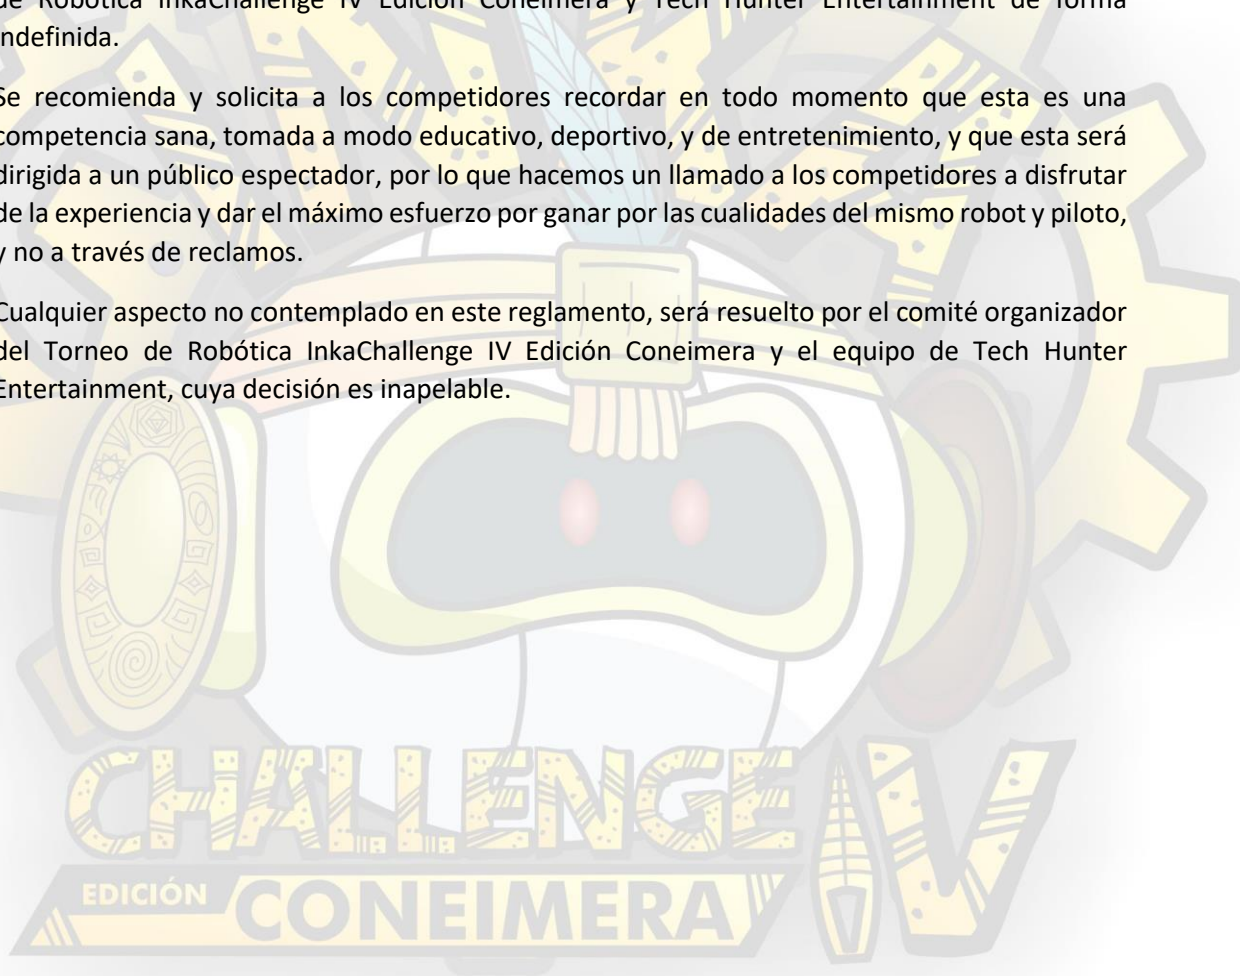 de Robótica InkaChallenge IV Edición Coneimera y Tech Hunter Entertainment de forma
indefinida.
Se recomienda y solicita a los competidores recordar en todo momento que esta es una
competencia sana, tomada a modo educativo, deportivo, y de entretenimiento, y que esta será
dirigida a un público espectador, por lo que hacemos un llamado a los competidores a disfrutar
de la experiencia y dar el máximo esfuerzo por ganar por las cualidades del mismo robot y piloto,
y no a través de reclamos.
Cualquier aspecto no contemplado en este reglamento, será resuelto por el comité organizador
del Torneo de Robótica InkaChallenge IV Edición Coneimera y el equipo de Tech Hunter
Entertainment, cuya decisión es inapelable.
CHALLENGE IV
EDICIÓN CONEIMERA